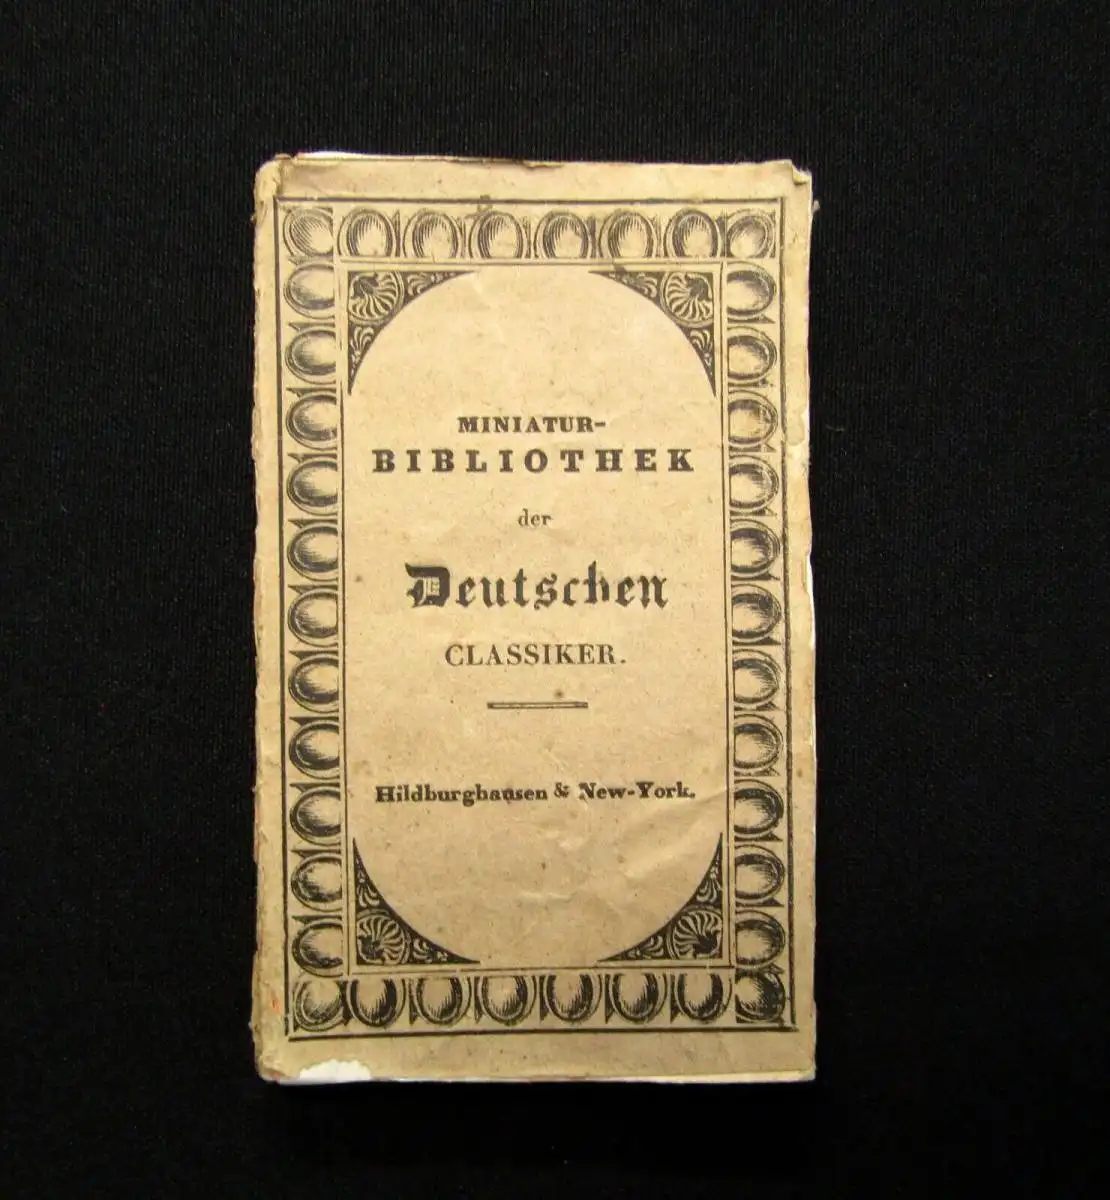 MINIATUR-
BIBLIOTHEK
der
Deutschen
CLASSIKER.
Hildburghausen & New-York.